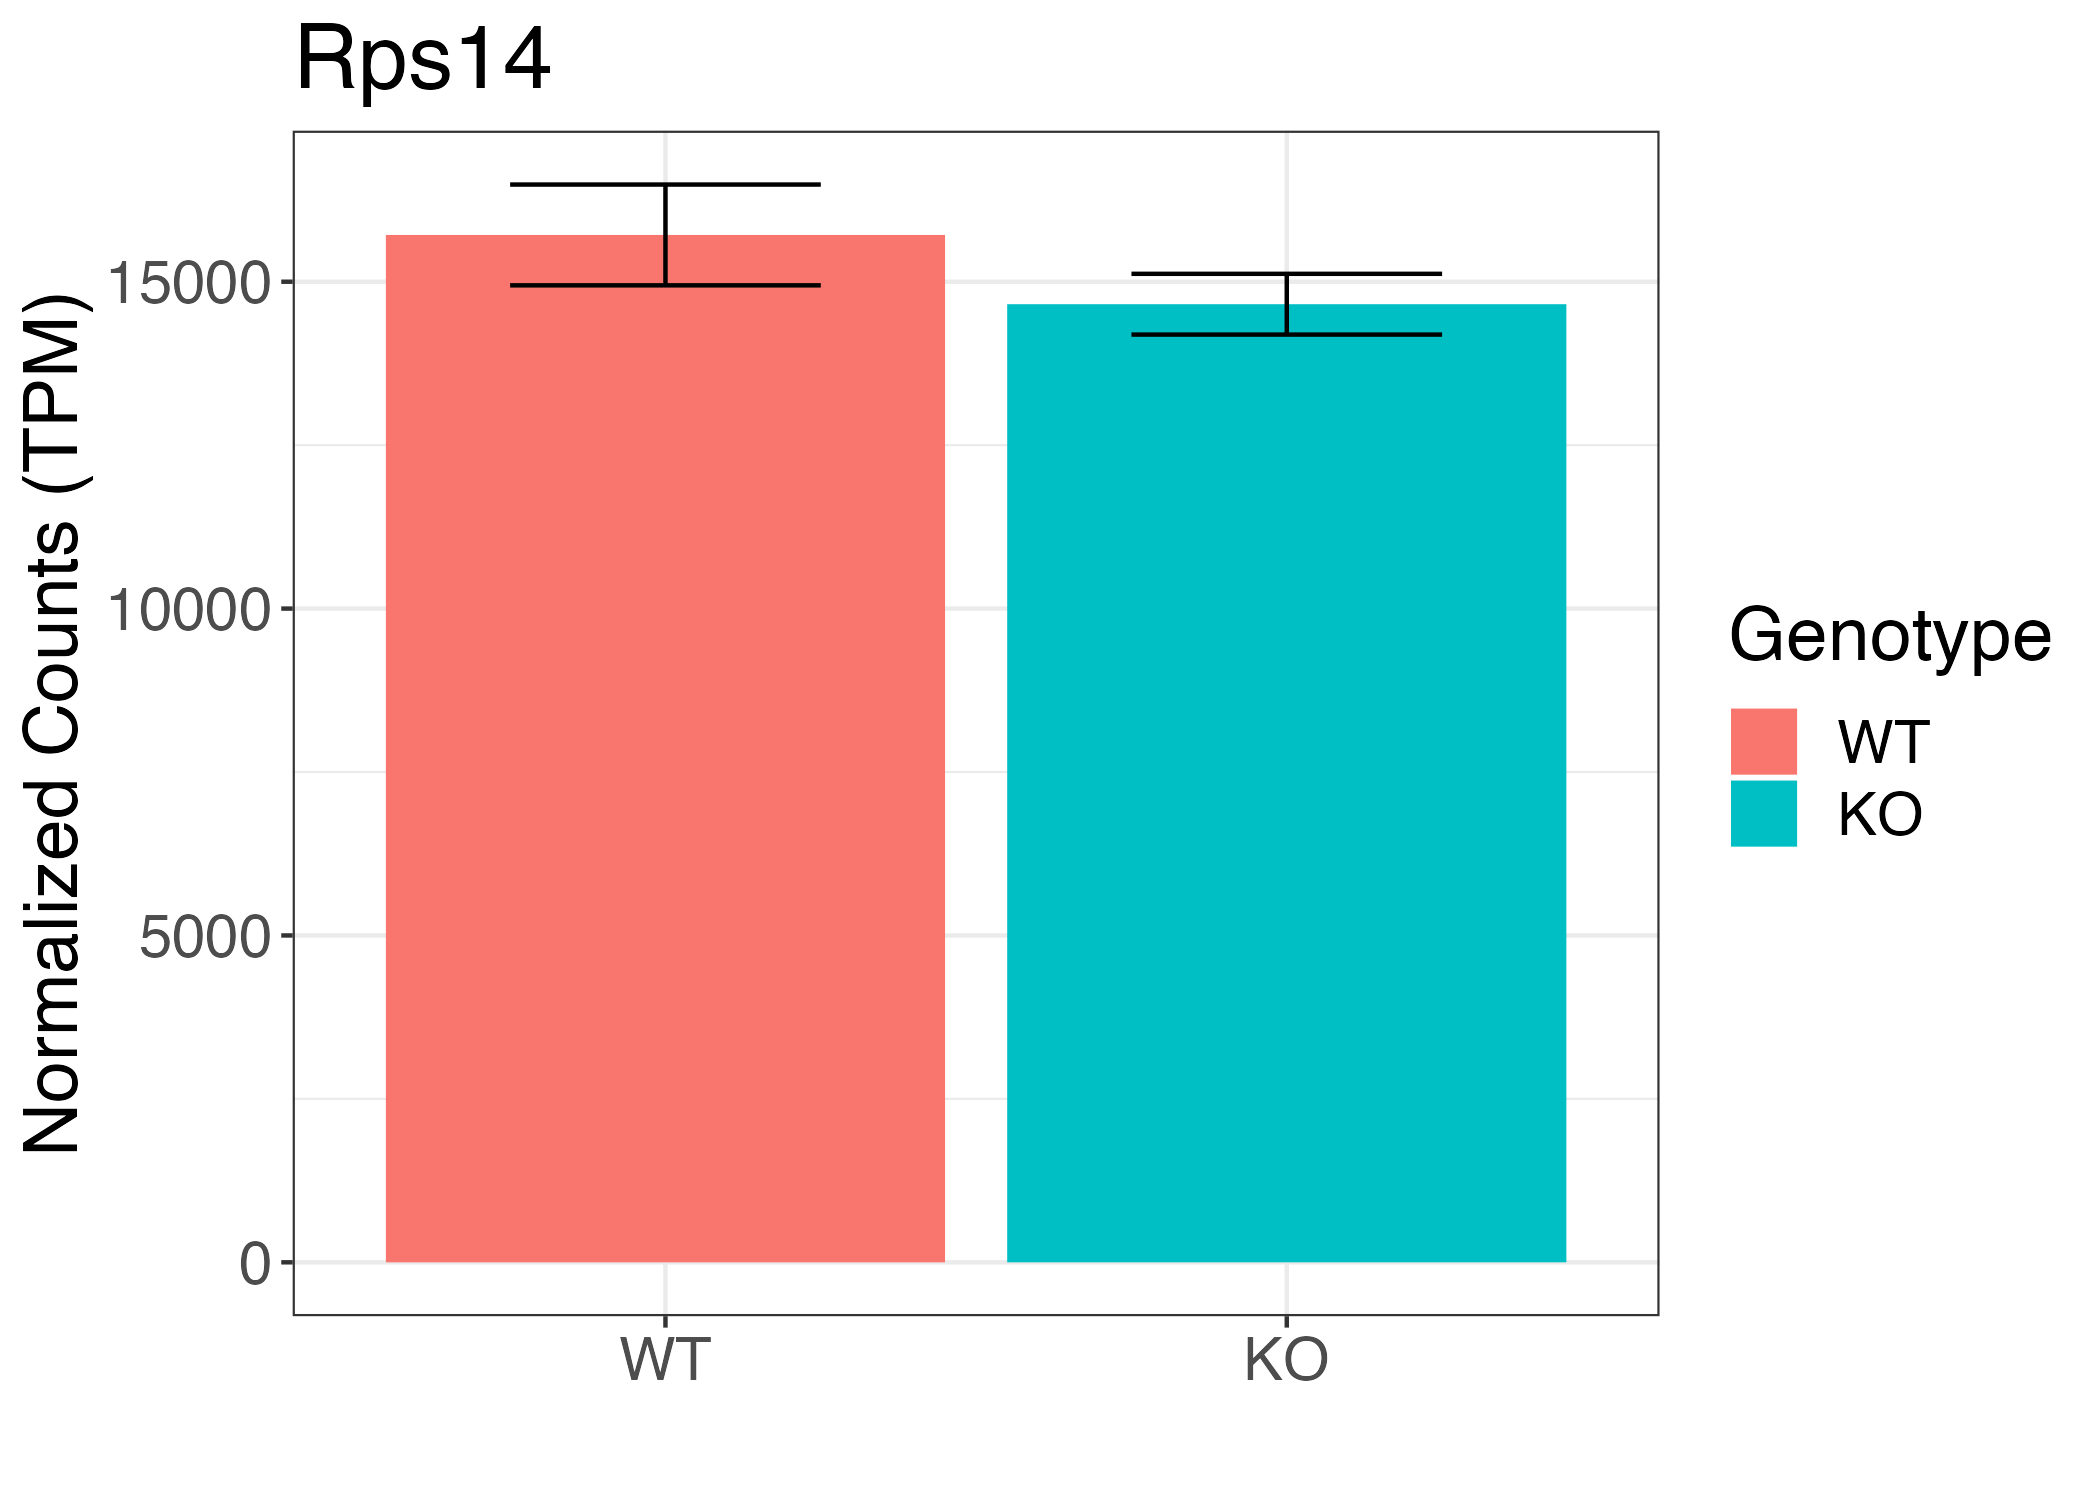 Rps14
Normalized Counts (TPM)
15000
10000
5000
0
WT
KO
Genotype
WT
KO